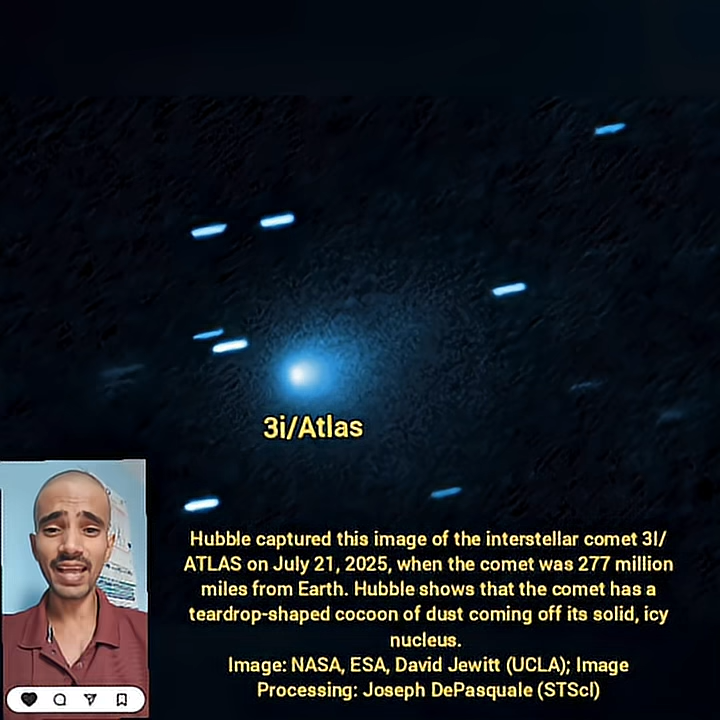 3i/Atlas
Hubble captured this image of the interstellar comet 3I/
ATLAS on July 21, 2025, when the comet was 277 million
miles from Earth. Hubble shows that the comet has a
teardrop-shaped cocoon of dust coming off its solid, icy
nucleus.
Image: NASA, ESA, David Jewitt (UCLA); Image
Processing: Joseph DePasquale (STScI)